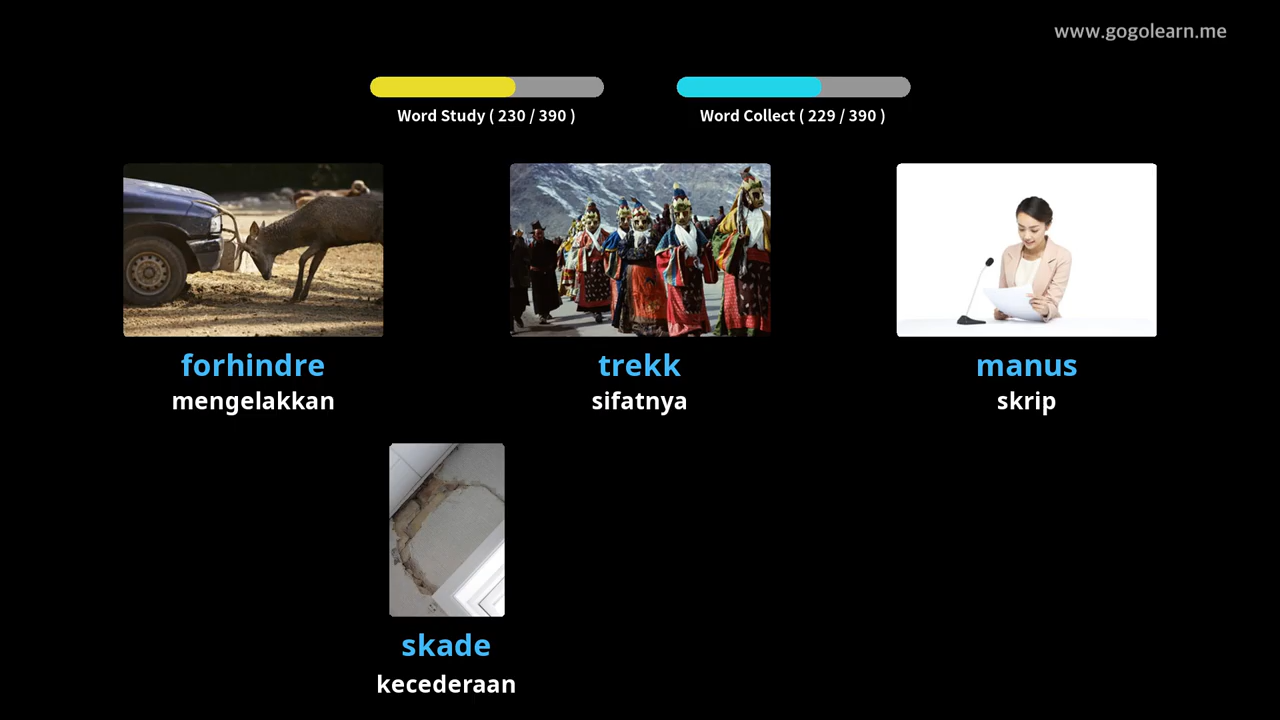 www.gogolearn.me
Word Study ( 230 / 390 )
Word Collect ( 229 / 390 )
forhindre
mengelakkan
trekk
sifatnya
manus
skrip
skade
kecederaan